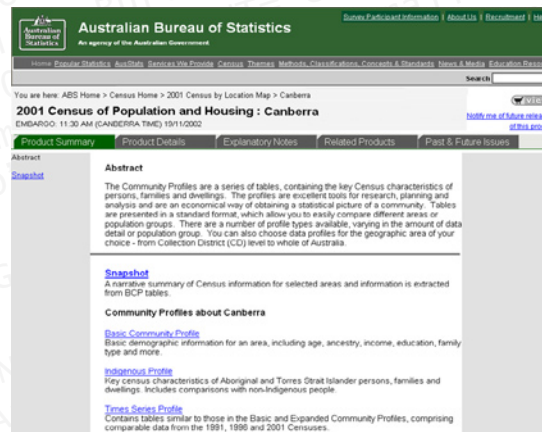 Australian
Bureau of
Statistics
Australian Bureau of Statistics
An agency of the Australian Government
Survey Participant Information | About Us | Recruitment |
Home Popular Statistics AusStats Services We Provide Census Themes Methods, Classifications, Concepts & Standards News & Media Education
Search
You are here: ABS Home > Census Home > 2001 Census by Location Map > Canberra
2001 Census of Population and Housing : Canberra
EMBARGO: 11:30 AM (CANBERRA TIME) 19/11/2002
Notify me of future
of this
Product Summary Product Details Explanatory Notes Related Products Past & Future Issues
Abstract
Snapshot
Abstract
The Community Profiles are a series of tables, containing the key Census characteristics of
persons, families and dwellings. The profiles are excellent tools for research, planning and
analysis and are an economical way of obtaining a statistical picture of a community. Tables
are presented in a standard format, which allow you to easily compare different areas or
population groups. There are a number of profile types available, varying in the amount of data
detail or population group. You can also choose data profiles for the geographic area of your
choice - from Collection District (CD) level to whole of Australia.
Snapshot
A narrative summary of Census information for selected areas and information is extracted
from BCP tables.
Community Profiles about Canberra
Basic Community Profile
Basic demographic information for an area, including age, ancestry, income, education, family
type and more.
Indigenous Profile
Key census characteristics of Aboriginal and Torres Strait Islander persons, families and
dwellings. Includes comparisons with non-Indigenous people.
Times Series Profile
Contains tables similar to those in the Basic and Expanded Community Profiles, comprising
comparable data from the 1991, 1996 and 2001 Censuses.